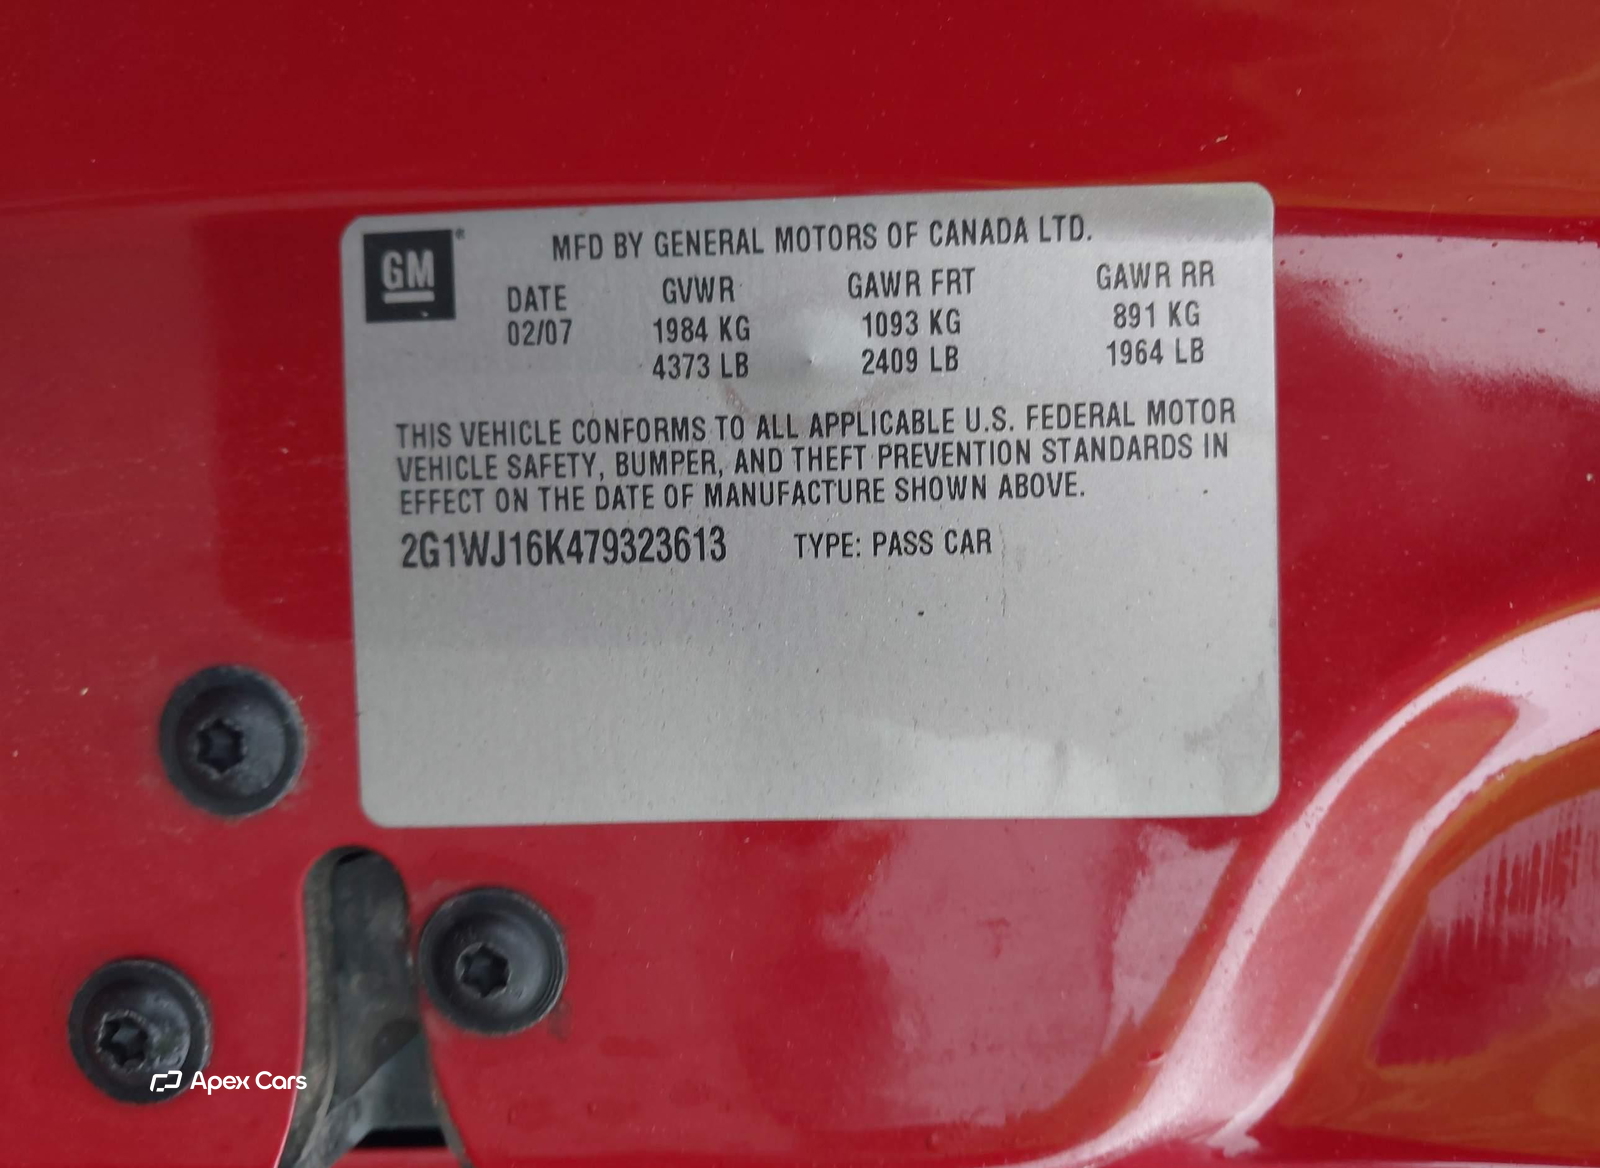 GM®
MFD BY GENERAL MOTORS OF CANADA LTD.
DATE GVWR GAWR FRT GAWR RR
02/07 1984 KG 1093 KG 891 KG
4373 LB 2409 LB 1964 LB
THIS VEHICLE CONFORMS TO ALL APPLICABLE U.S. FEDERAL MOTOR
VEHICLE SAFETY, BUMPER, AND THEFT PREVENTION STANDARDS IN
EFFECT ON THE DATE OF MANUFACTURE SHOWN ABOVE.
2G1WJ16K479323613 TYPE: PASS CAR
Apex Cars